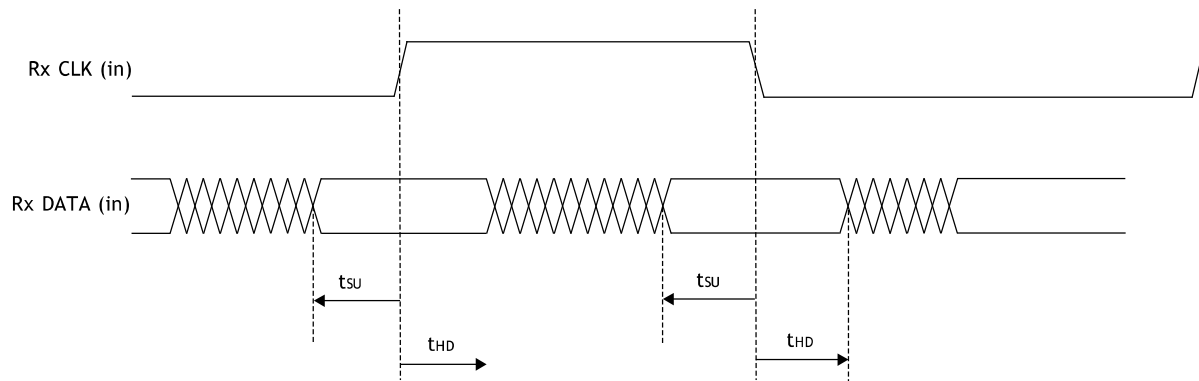 Rx CLK (in)
Rx DATA (in)
tSU
tSU
tHD
tHD